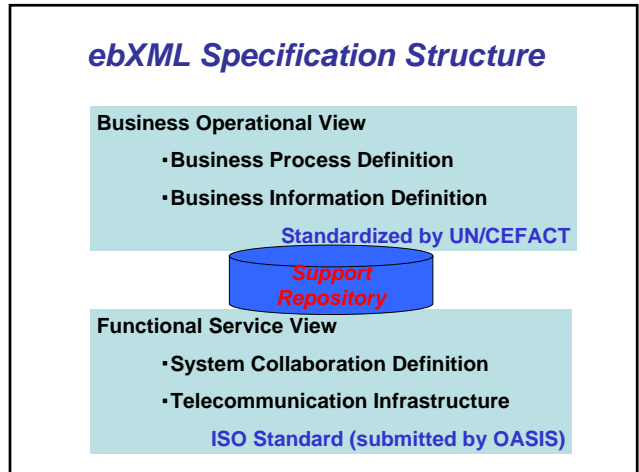 ebXML Specification Structure
Business Operational View
▪Business Process Definition
▪Business Information Definition
Standardized by UN/CEFACT
Support
Repository
Functional Service View
▪System Collaboration Definition
▪Telecommunication Infrastructure
ISO Standard (submitted by OASIS)